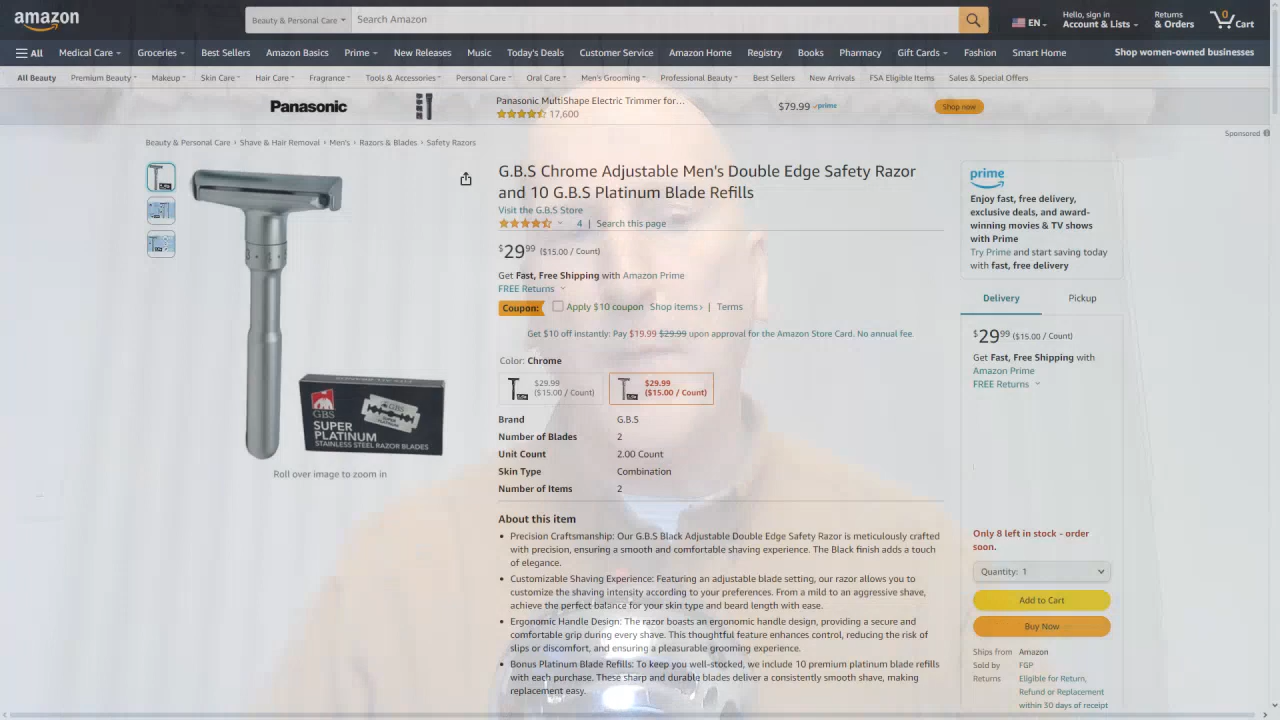 amazon
Beauty & Personal Care
Search Amazon
EN
Hello, sign in
Account & Lists
Returns
& Orders
0
Cart
All
Medical Care
Groceries
Best Sellers
Amazon Basics
Prime
New Releases
Music
Today's Deals
Customer Service
Amazon Home
Registry
Books
Pharmacy
Gift Cards
Fashion
Smart Home
Shop women-owned businesses
All Beauty
Premium Beauty
Makeup
Skin Care
Hair Care
Fragrance
Tools & Accessories
Personal Care
Oral Care
Men's Grooming
Professional Beauty
Best Sellers
New Arrivals
FSA Eligible Items
Sales & Special Offers
Panasonic
Panasonic MultiShape Electric Trimmer for...
17,600
$79.99 prime
Shop now
Sponsored
Beauty & Personal Care › Shave & Hair Removal › Men's › Razors & Blades › Safety Razors
G.B.S Chrome Adjustable Men's Double Edge Safety Razor
and 10 G.B.S Platinum Blade Refills
Visit the G.B.S Store
4 | Search this page
$29 99 ($15.00 / Count)
Get Fast, Free Shipping with Amazon Prime
FREE Returns
Coupon: Apply $10 coupon Shop items › | Terms
Get $10 off instantly: Pay $19.99 $29.99 upon approval for the Amazon Store Card. No annual fee.
Color: Chrome
$29.99
($15.00 / Count)
$29.99
($15.00 / Count)
Brand G.B.S
Number of Blades 2
Unit Count 2.00 Count
Skin Type Combination
Number of Items 2
About this item
• Precision Craftsmanship: Our G.B.S Black Adjustable Double Edge Safety Razor is meticulously crafted
with precision, ensuring a smooth and comfortable shaving experience. The Black finish adds a touch
of elegance.
• Customizable Shaving Experience: Featuring an adjustable blade setting, our razor allows you to
customize the shaving intensity according to your preferences. From a mild to an aggressive shave,
achieve the perfect balance for your skin type and beard length with ease.
• Ergonomic Handle Design: The razor boasts an ergonomic handle design, providing a secure and
comfortable grip during every shave. This thoughtful feature enhances control, reducing the risk of
slips or discomfort, and ensuring a pleasurable grooming experience.
• Bonus Platinum Blade Refills: To keep you well-stocked, we include 10 premium platinum blade refills
with each purchase. These sharp and durable blades deliver a consistently smooth shave, making
replacement easy.
GBS
SUPER
PLATINUM
STAINLESS STEEL RAZOR BLADES
GBS
Roll over image to zoom in
prime
Enjoy fast, free delivery,
exclusive deals, and award-
winning movies & TV shows
with Prime
Try Prime and start saving today
with fast, free delivery
Delivery
Pickup
$29 99 ($15.00 / Count)
Get Fast, Free Shipping with
Amazon Prime
FREE Returns
Only 8 left in stock - order
soon.
Quantity: 1
Add to Cart
Buy Now
Ships from Amazon
Sold by FGP
Returns Eligible for Return,
Refund or Replacement
within 30 days of receipt